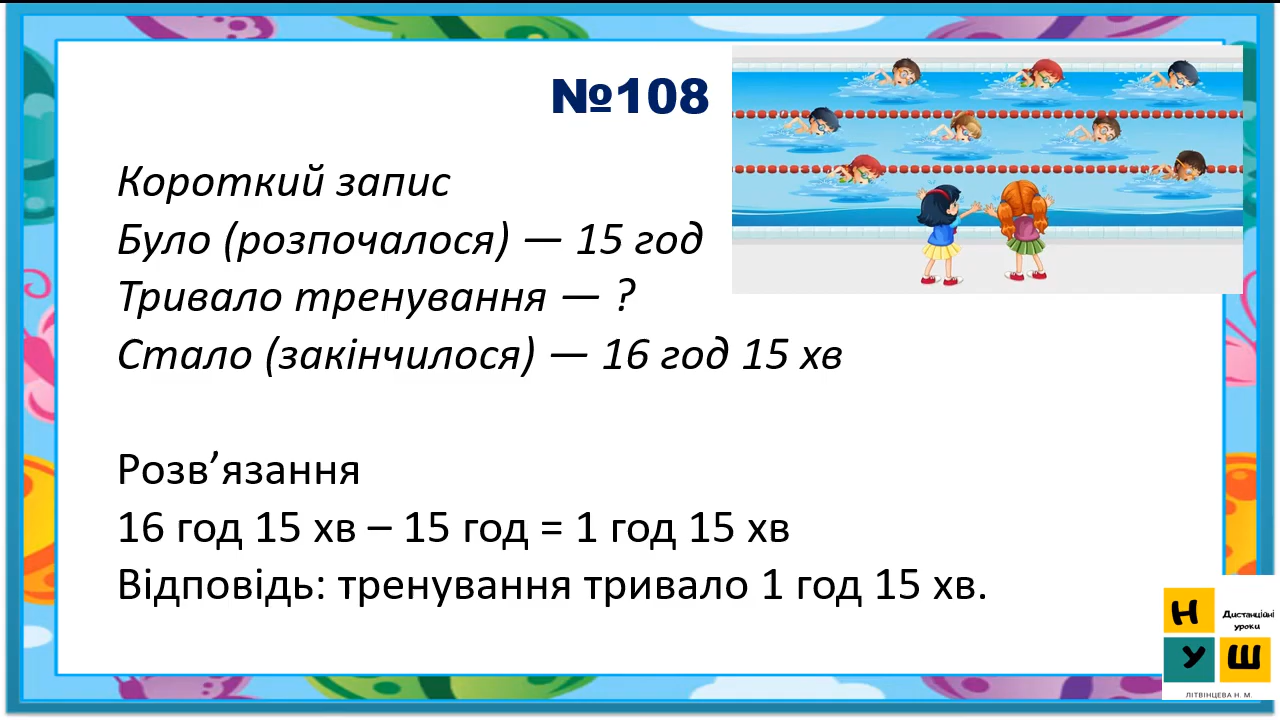 №108
Короткий запис
Було (розпочалося) — 15 год
Тривало тренування — ?
Стало (закінчилося) — 16 год 15 хв
Розв’язання
16 год 15 хв – 15 год = 1 год 15 хв
Відповідь: тренування тривало 1 год 15 хв.
Н
Дистанційні
уроки
У Ш
ЛІТВІНЦЕВА Н. М.